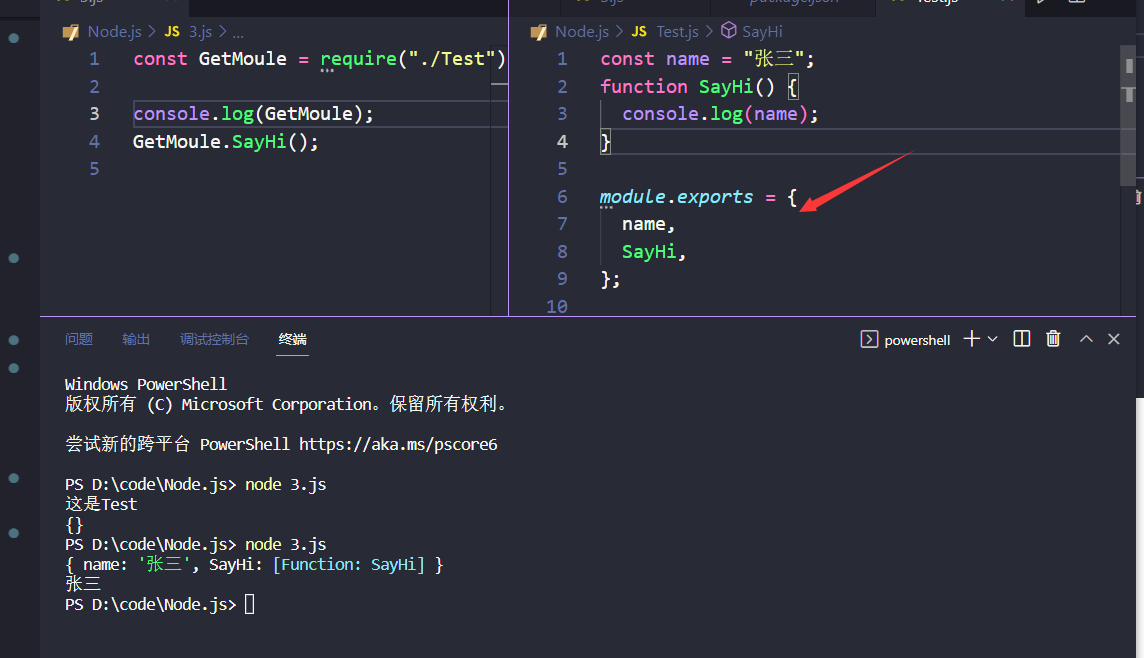 Node.js > JS 3.js > ...
1 const GetMoule = require("./Test")
2
3 console.log(GetMoule);
4 GetMoule.SayHi();
5
packagejson
Node.js > JS Test.js > SayHi
1 const name = "张三";
2 function SayHi() {
3 console.log(name);
4 }
5
6 module.exports = {
7 name,
8 SayHi,
9 };
10
问题 输出 调试控制台 终端 powershell
Windows PowerShell
版权所有 (C) Microsoft Corporation。保留所有权利。
尝试新的跨平台 PowerShell https://aka.ms/pscore6
PS D:\code\Node.js> node 3.js
这是Test
{}
PS D:\code\Node.js> node 3.js
{ name: '张三', SayHi: [Function: SayHi] }
张三
PS D:\code\Node.js>